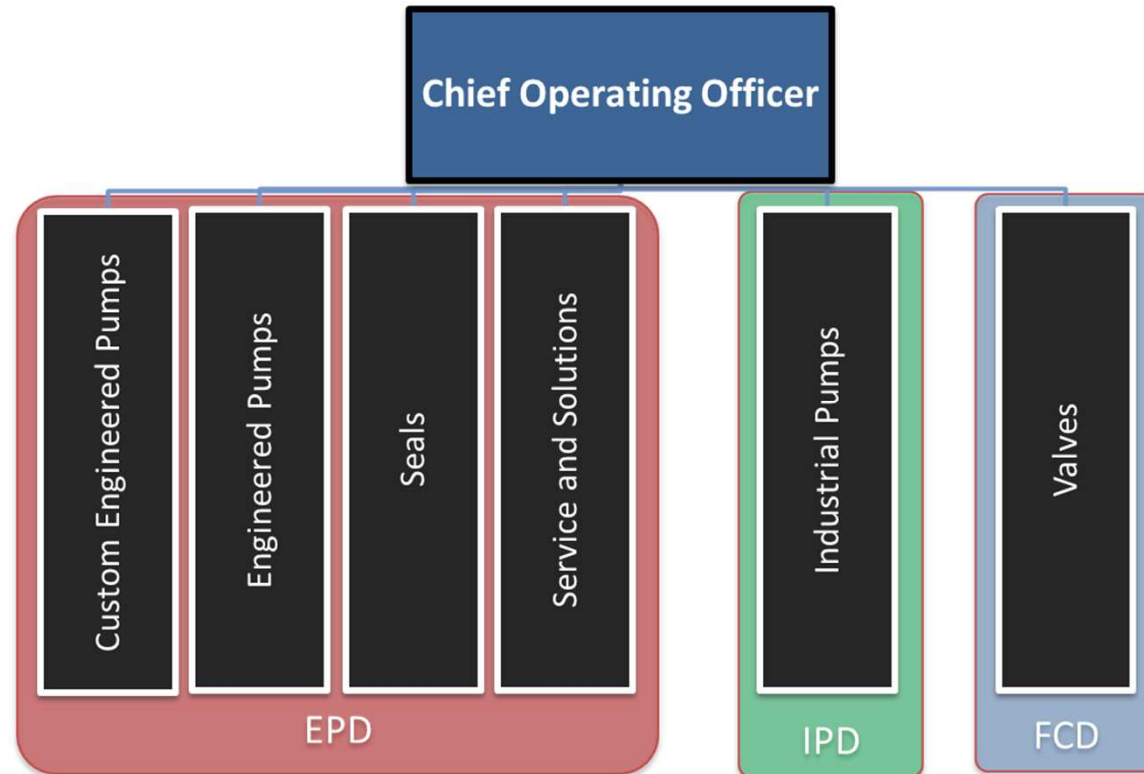 Chief Operating Officer
Custom Engineered Pumps
Engineered Pumps
Seals
Service and Solutions
Industrial Pumps
Valves
EPD
IPD
FCD